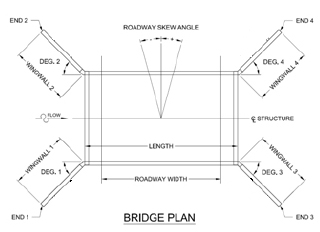 END 2
ROADWAY SKEW ANGLE
END 4
DEG. 2
WINGWALL 2
DEG. 4
WINGWALL 4
FLOW
℄ STRUCTURE
LENGTH
WINGWALL 1
DEG. 1
WINGWALL 3
DEG. 3
ROADWAY WIDTH
END 1
END 3
BRIDGE PLAN